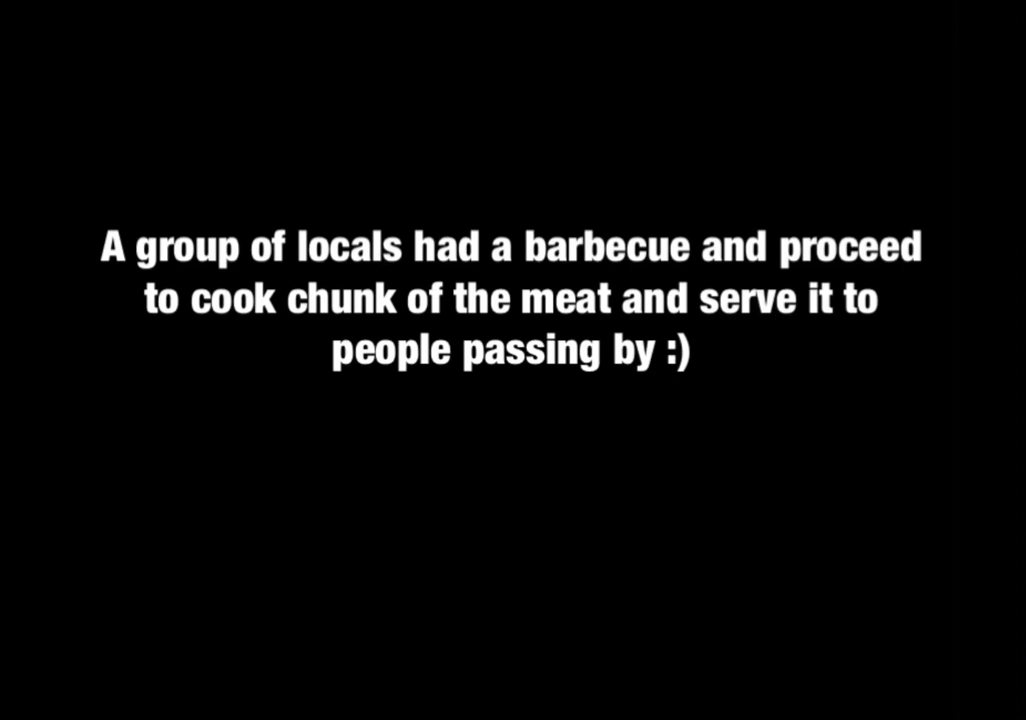 A group of locals had a barbecue and proceed
to cook chunk of the meat and serve it to
people passing by :)